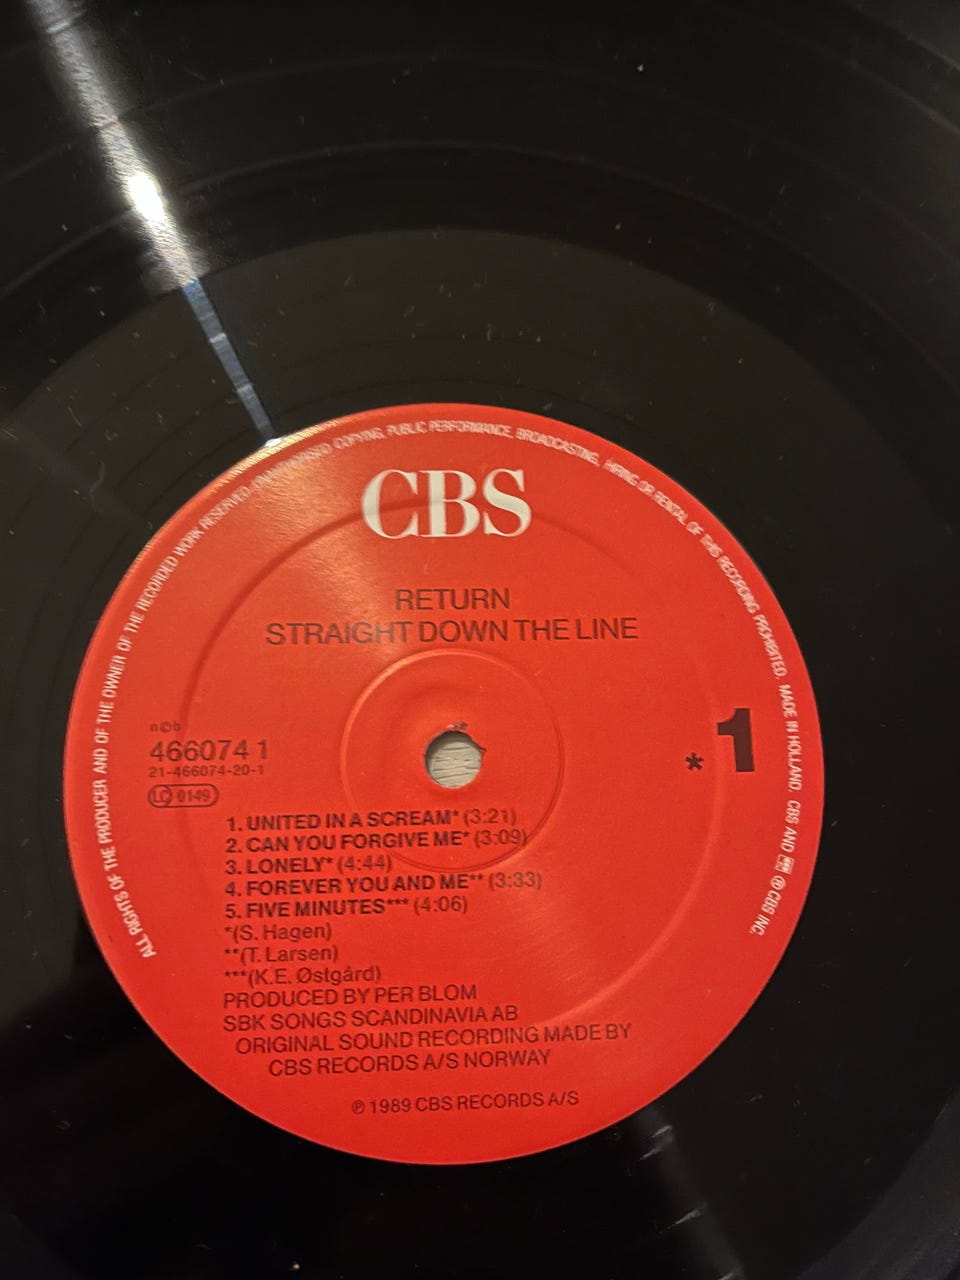 ALL RIGHTS OF THE PRODUCER AND OF THE OWNER OF THE RECORDED WORK RESERVED. UNAUTHORISED COPYING, PUBLIC PERFORMANCE, BROADCASTING, HIRING OR RENTAL OF THIS RECORDING PROHIBITED. MADE IN HOLLAND. CBS AND ℗ CBS INC.
CBS
RETURN
STRAIGHT DOWN THE LINE
n©b
466074 1
21-466074-20-1
LC 0149
* 1
1. UNITED IN A SCREAM* (3:21)
2. CAN YOU FORGIVE ME* (3:09)
3. LONELY* (4:44)
4. FOREVER YOU AND ME** (3:33)
5. FIVE MINUTES*** (4:06)
*(S. Hagen)
**(T. Larsen)
***(K.E. Østgård)
PRODUCED BY PER BLOM
SBK SONGS SCANDINAVIA AB
ORIGINAL SOUND RECORDING MADE BY
CBS RECORDS A/S NORWAY
℗ 1989 CBS RECORDS A/S